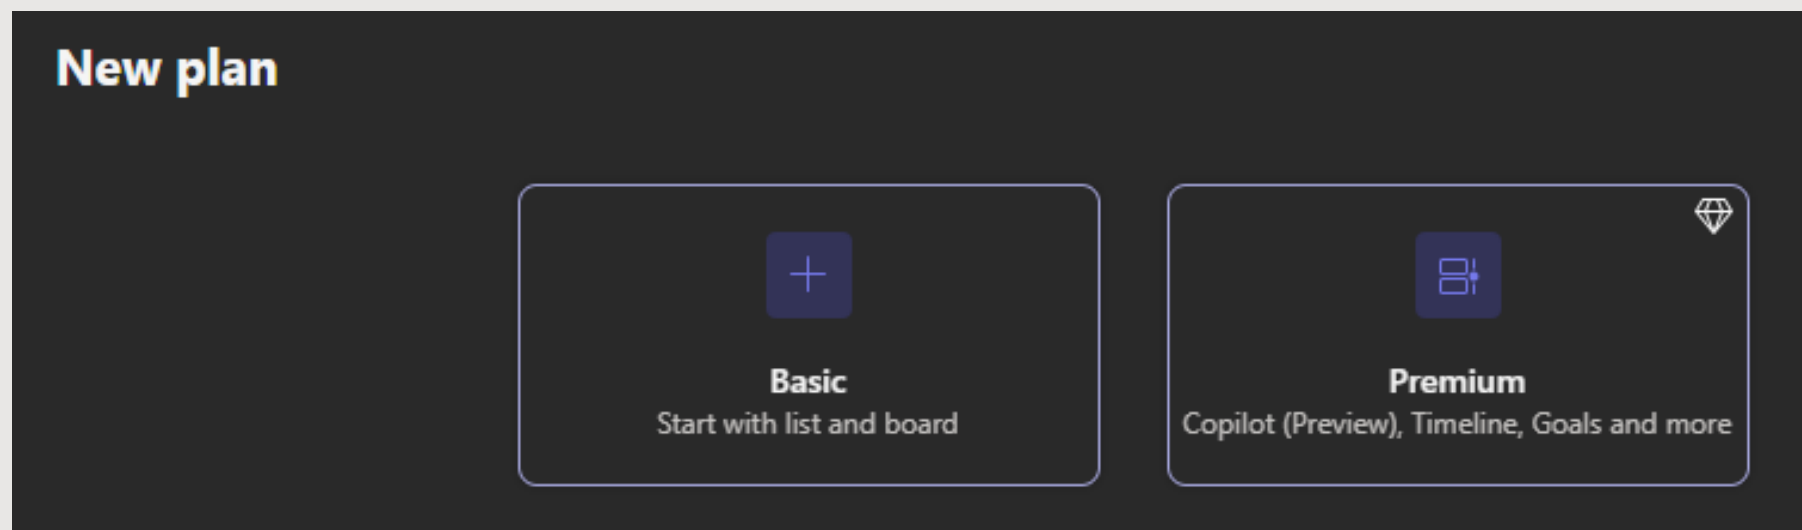 New plan
Basic
Start with list and board
Premium
Copilot (Preview), Timeline, Goals and more